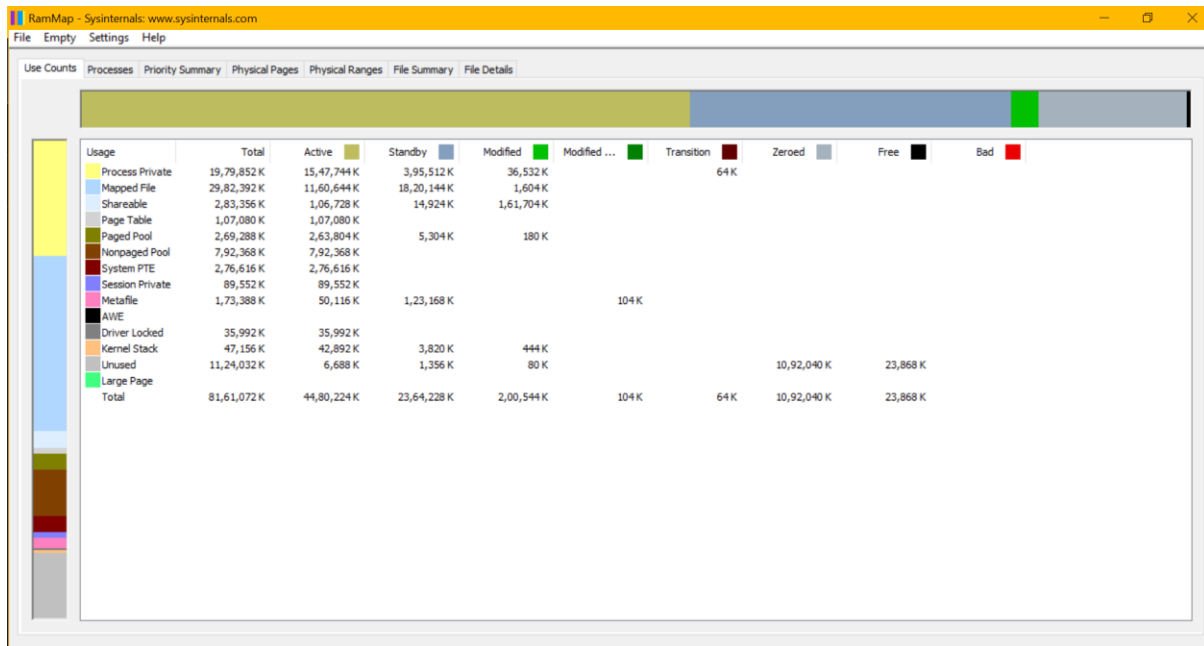 RamMap - Sysinternals: www.sysinternals.com
File Empty Settings Help
Use Counts Processes Priority Summary Physical Pages Physical Ranges File Summary File Details
Usage Total Active Standby Modified Modified ... Transition Zeroed Free Bad
Process Private 19,79,852 K 15,47,744 K 3,95,512 K 36,532 K 64 K
Mapped File 29,82,392 K 11,60,644 K 18,20,144 K 1,604 K
Shareable 2,83,356 K 1,06,728 K 14,924 K 1,61,704 K
Page Table 1,07,080 K 1,07,080 K
Paged Pool 2,69,288 K 2,63,804 K 5,304 K 180 K
Nonpaged Pool 7,92,368 K 7,92,368 K
System PTE 2,76,616 K 2,76,616 K
Session Private 89,552 K 89,552 K
Metafile 1,73,388 K 50,116 K 1,23,168 K 104 K
AWE
Driver Locked 35,992 K 35,992 K
Kernel Stack 47,156 K 42,892 K 3,820 K 444 K
Unused 11,24,032 K 6,688 K 1,356 K 80 K 10,92,040 K 23,868 K
Large Page
Total 81,61,072 K 44,80,224 K 23,64,228 K 2,00,544 K 104 K 64 K 10,92,040 K 23,868 K